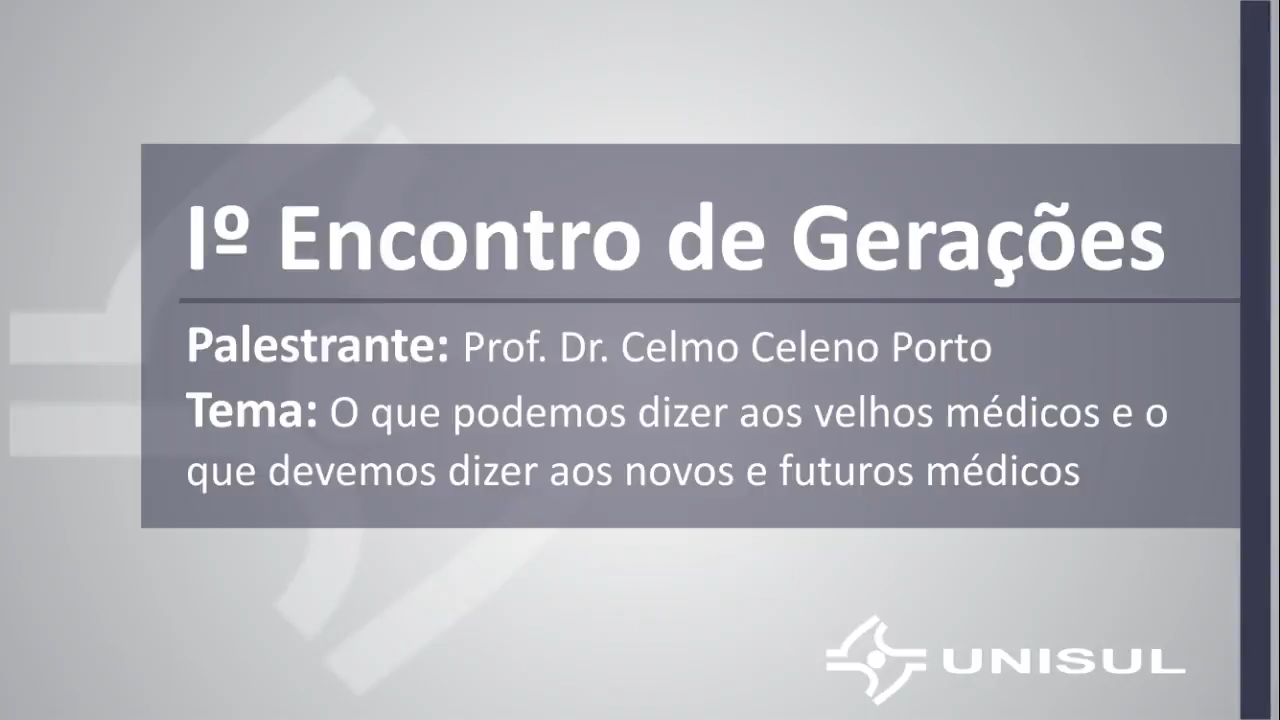 Iº Encontro de Gerações
Palestrante: Prof. Dr. Celmo Celeno Porto
Tema: O que podemos dizer aos velhos médicos e o
que devemos dizer aos novos e futuros médicos
UNISUL